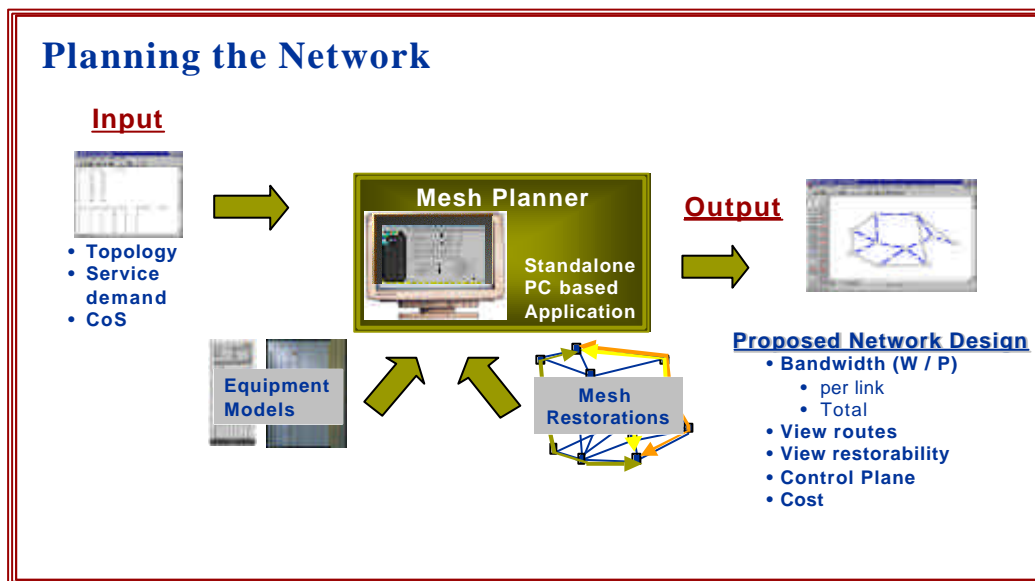 Planning the Network
Input
• Topology
• Service
demand
• CoS
Mesh Planner
Standalone
PC based
Application
Equipment
Models
Mesh
Restorations
Output
Proposed Network Design
• Bandwidth (W / P)
• per link
• Total
• View routes
• View restorability
• Control Plane
• Cost